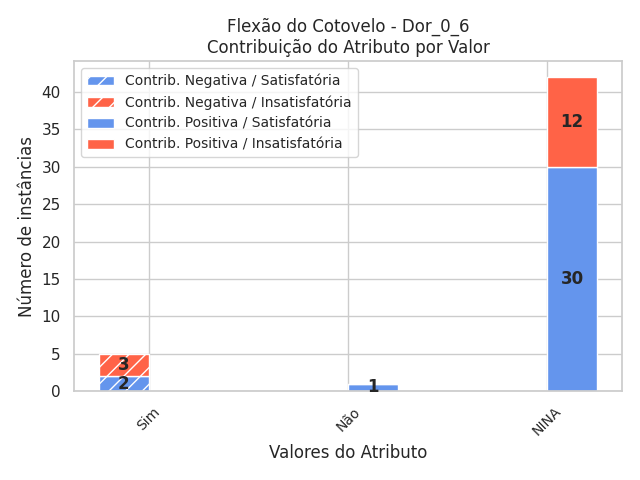 Flexão do Cotovelo - Dor_0_6
Contribuição do Atributo por Valor
Contrib. Negativa / Satisfatória
Contrib. Negativa / Insatisfatória
Contrib. Positiva / Satisfatória
Contrib. Positiva / Insatisfatória
Número de instâncias
40
35
30
25
20
15
10
5
0
3
2
1
12
30
Sim
Não
NINA
Valores do Atributo